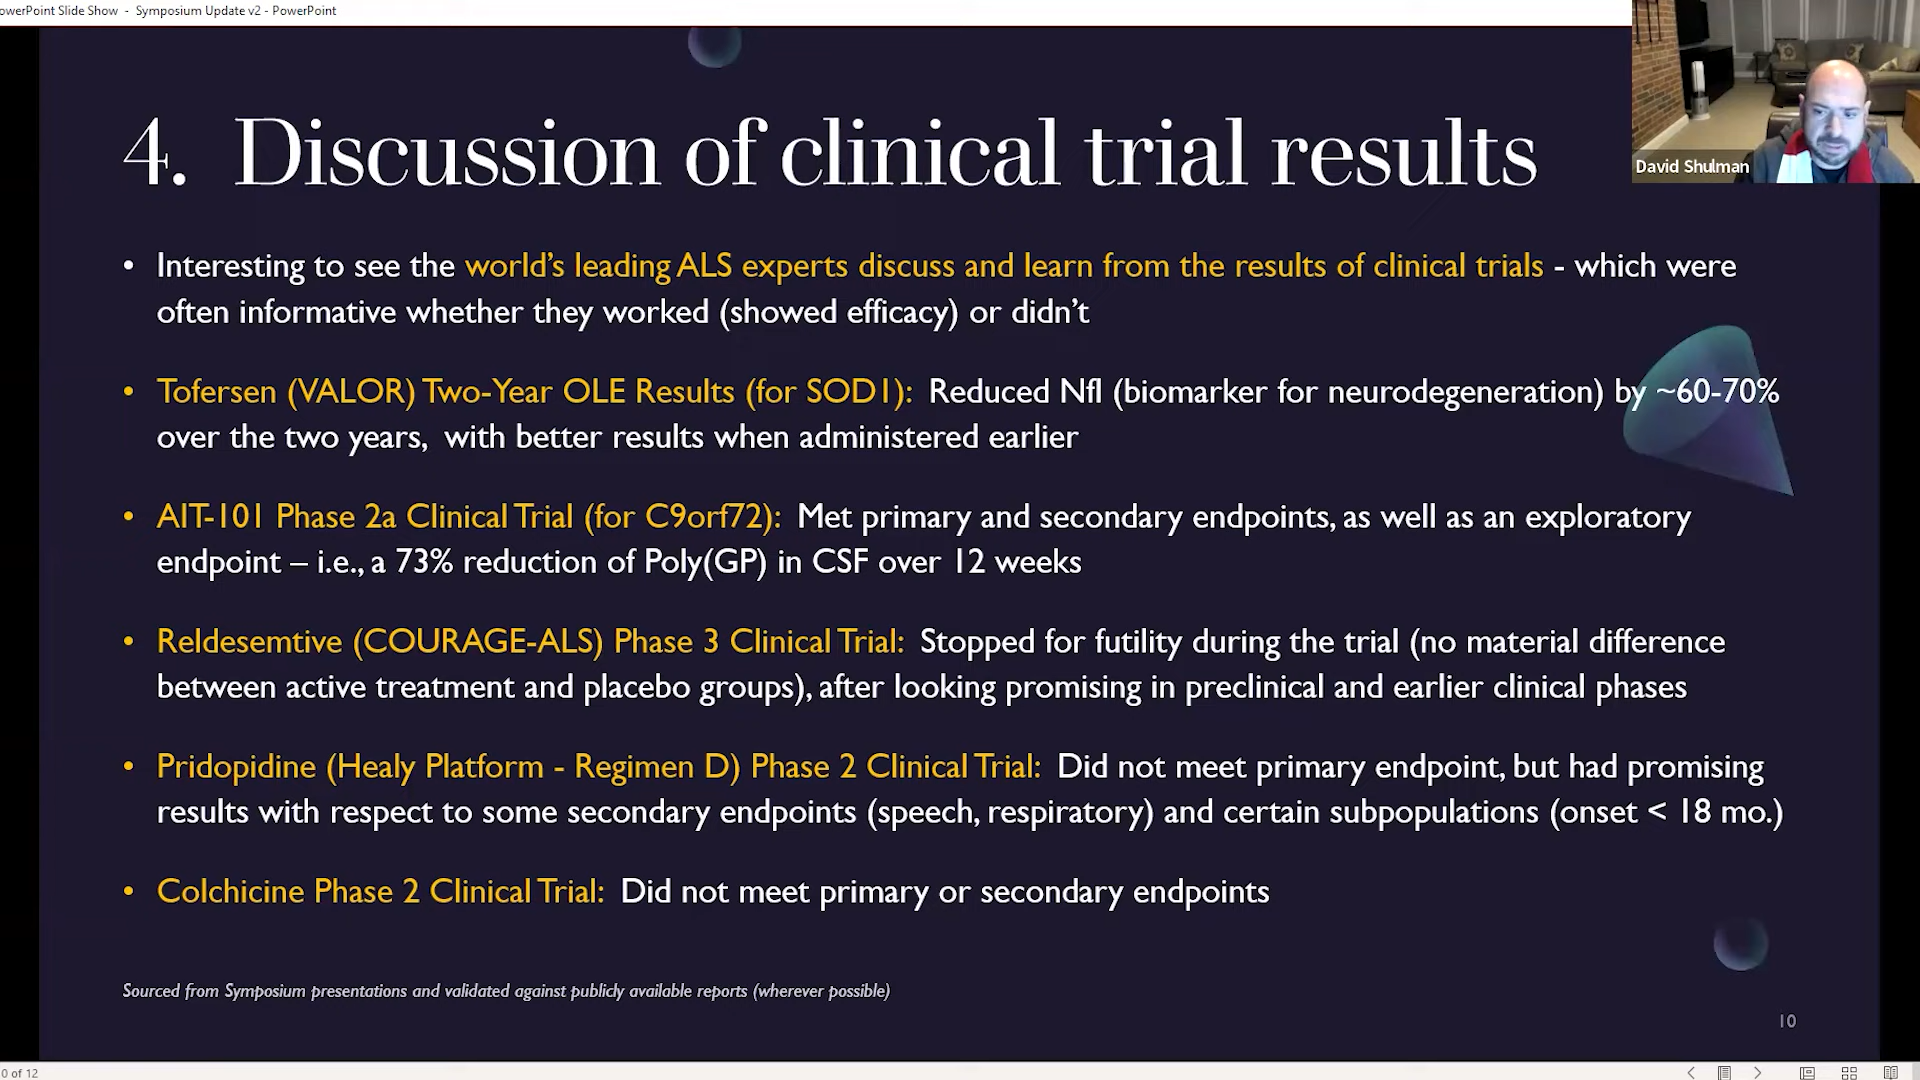 owerPoint Slide Show - Symposium Update v2 - PowerPoint
David Shulman
4. Discussion of clinical trial results
• Interesting to see the world's leading ALS experts discuss and learn from the results of clinical trials - which were
often informative whether they worked (showed efficacy) or didn't
• Tofersen (VALOR) Two-Year OLE Results (for SOD1): Reduced Nfl (biomarker for neurodegeneration) by ~60-70%
over the two years, with better results when administered earlier
• AIT-101 Phase 2a Clinical Trial (for C9orf72): Met primary and secondary endpoints, as well as an exploratory
endpoint – i.e., a 73% reduction of Poly(GP) in CSF over 12 weeks
• Reldesemtive (COURAGE-ALS) Phase 3 Clinical Trial: Stopped for futility during the trial (no material difference
between active treatment and placebo groups), after looking promising in preclinical and earlier clinical phases
• Pridopidine (Healy Platform - Regimen D) Phase 2 Clinical Trial: Did not meet primary endpoint, but had promising
results with respect to some secondary endpoints (speech, respiratory) and certain subpopulations (onset < 18 mo.)
• Colchicine Phase 2 Clinical Trial: Did not meet primary or secondary endpoints
Sourced from Symposium presentations and validated against publicly available reports (wherever possible)
10
0 of 12